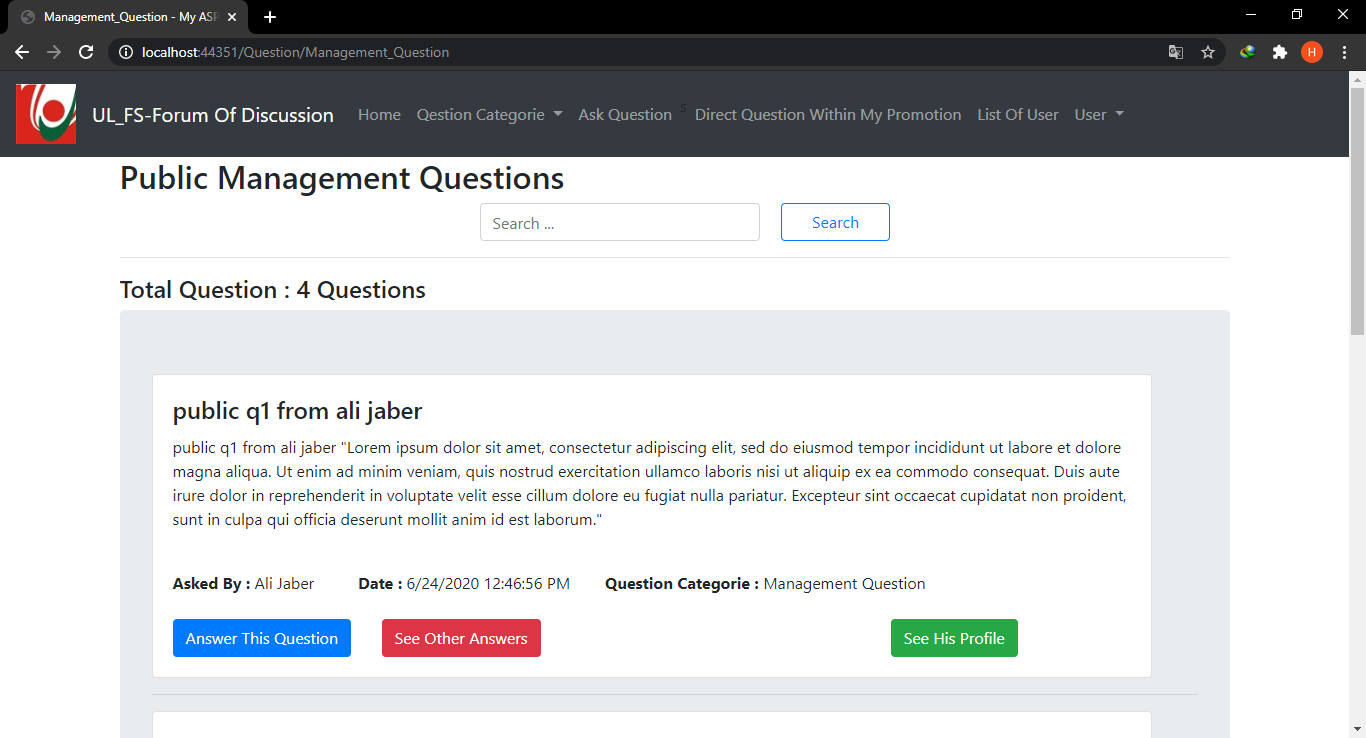 Management_Question - My ASP
localhost:44351/Question/Management_Question
H
UL_FS-Forum Of Discussion Home Qestion Categorie Ask Question s Direct Question Within My Promotion List Of User User
Public Management Questions
Search ... Search
Total Question : 4 Questions
public q1 from ali jaber
public q1 from ali jaber "Lorem ipsum dolor sit amet, consectetur adipiscing elit, sed do eiusmod tempor incididunt ut labore et dolore
magna aliqua. Ut enim ad minim veniam, quis nostrud exercitation ullamco laboris nisi ut aliquip ex ea commodo consequat. Duis aute
irure dolor in reprehenderit in voluptate velit esse cillum dolore eu fugiat nulla pariatur. Excepteur sint occaecat cupidatat non proident,
sunt in culpa qui officia deserunt mollit anim id est laborum."
Asked By : Ali Jaber Date : 6/24/2020 12:46:56 PM Question Categorie : Management Question
Answer This Question See Other Answers See His Profile